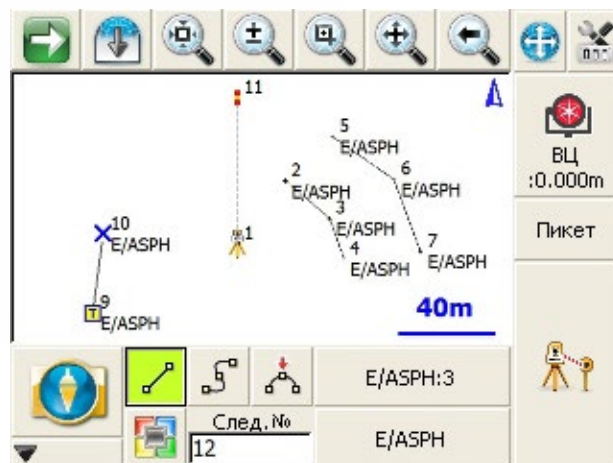 11
5
E/ASPH
6
2
E/ASPH
E/ASPH
3
E/ASPH
10
E/ASPH
1
4
E/ASPH
7
E/ASPH
9
T
E/ASPH
40m
ВЦ
:0.000m
Пикет
E/ASPH:3
След.№
12
E/ASPH